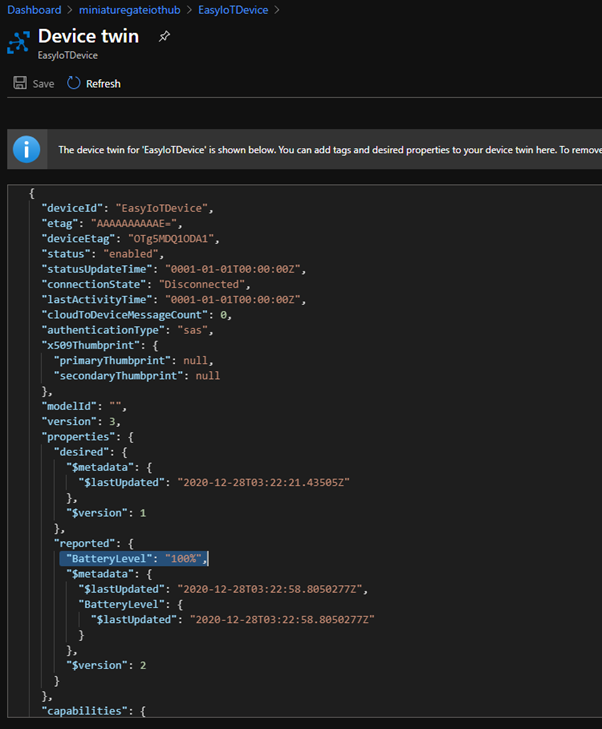 Dashboard > miniaturegateiothub > EasyIoTDevice >
Device twin
EasyIoTDevice
Save Refresh
The device twin for 'EasyIoTDevice' is shown below. You can add tags and desired properties to your device twin here. To remove
{
"deviceId": "EasyIoTDevice",
"etag": "AAAAAAAAAAE=",
"deviceEtag": "OTg5MDQ1ODA1",
"status": "enabled",
"statusUpdateTime": "0001-01-01T00:00:00Z",
"connectionState": "Disconnected",
"lastActivityTime": "0001-01-01T00:00:00Z",
"cloudToDeviceMessageCount": 0,
"authenticationType": "sas",
"x509Thumbprint": {
"primaryThumbprint": null,
"secondaryThumbprint": null
},
"modelId": "",
"version": 3,
"properties": {
"desired": {
"$metadata": {
"$lastUpdated": "2020-12-28T03:22:21.43505Z"
},
"$version": 1
},
"reported": {
"BatteryLevel": "100%",
"$metadata": {
"$lastUpdated": "2020-12-28T03:22:58.8050277Z",
"BatteryLevel": {
"$lastUpdated": "2020-12-28T03:22:58.8050277Z"
}
},
"$version": 2
}
},
"capabilities": {